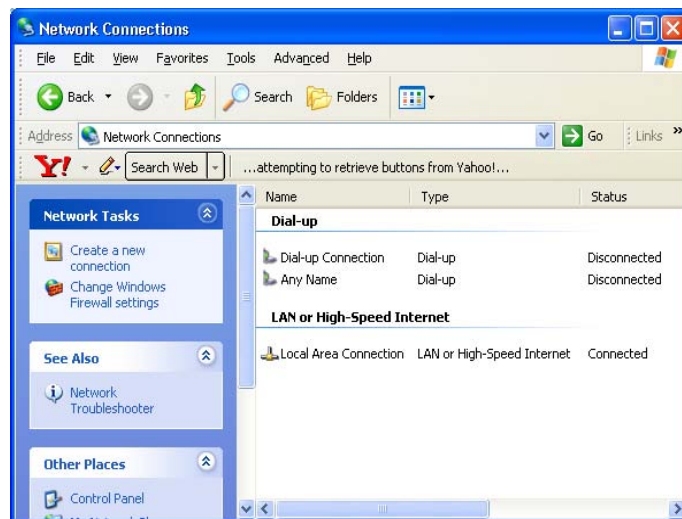 Network Connections
File Edit View Favorites Tools Advanced Help
Back Search Folders
Address Network Connections Go Links »
Y! Search Web ...attempting to retrieve buttons from Yahoo!...
Network Tasks
Create a new
connection
Change Windows
Firewall settings
See Also
Network
Troubleshooter
Other Places
Control Panel
Name Type Status
Dial-up
Dial-up Connection Dial-up Disconnected
Any Name Dial-up Disconnected
LAN or High-Speed Internet
Local Area Connection LAN or High-Speed Internet Connected